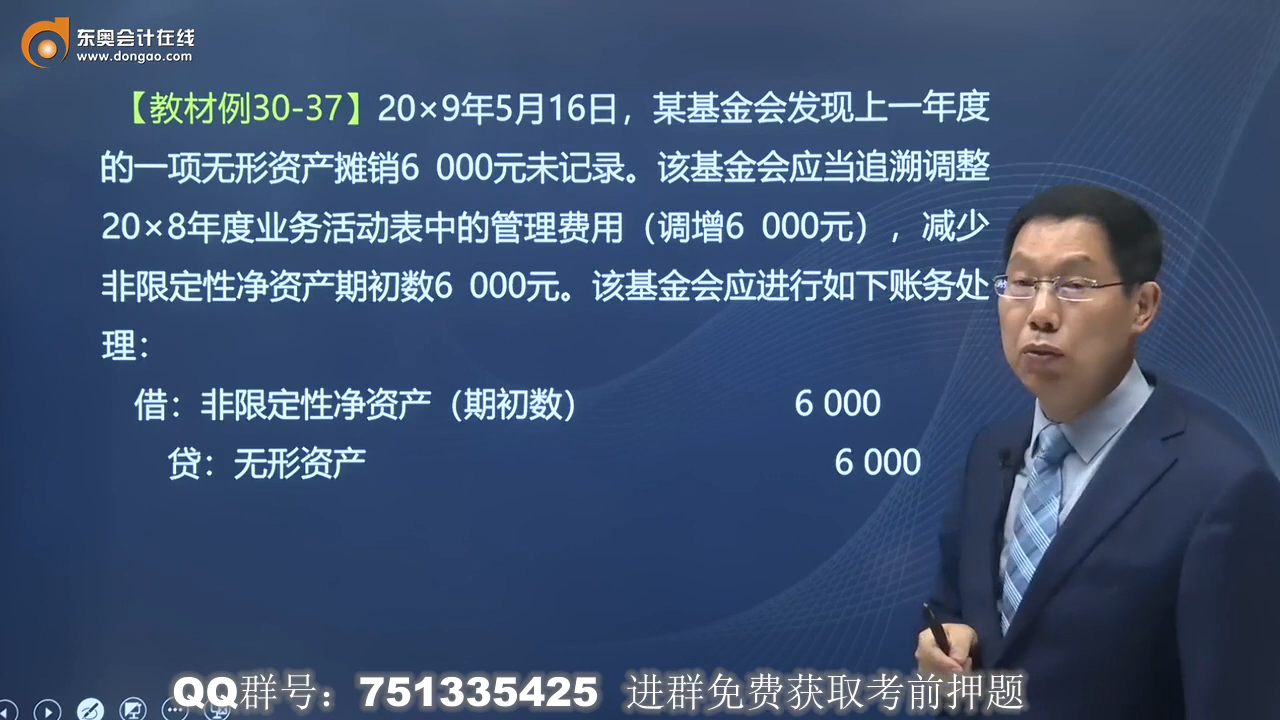 东奥会计在线
www.dongao.com
【教材例30-37】20×9年5月16日，某基金会发现上一年度
的一项无形资产摊销6 000元未记录。该基金会应当追溯调整
20×8年度业务活动表中的管理费用（调增6 000元），减少
非限定性净资产期初数6 000元。该基金会应进行如下账务处
理：
借：非限定性净资产（期初数） 6 000
贷：无形资产 6 000
QQ群号：751335425 进群免费获取考前押题